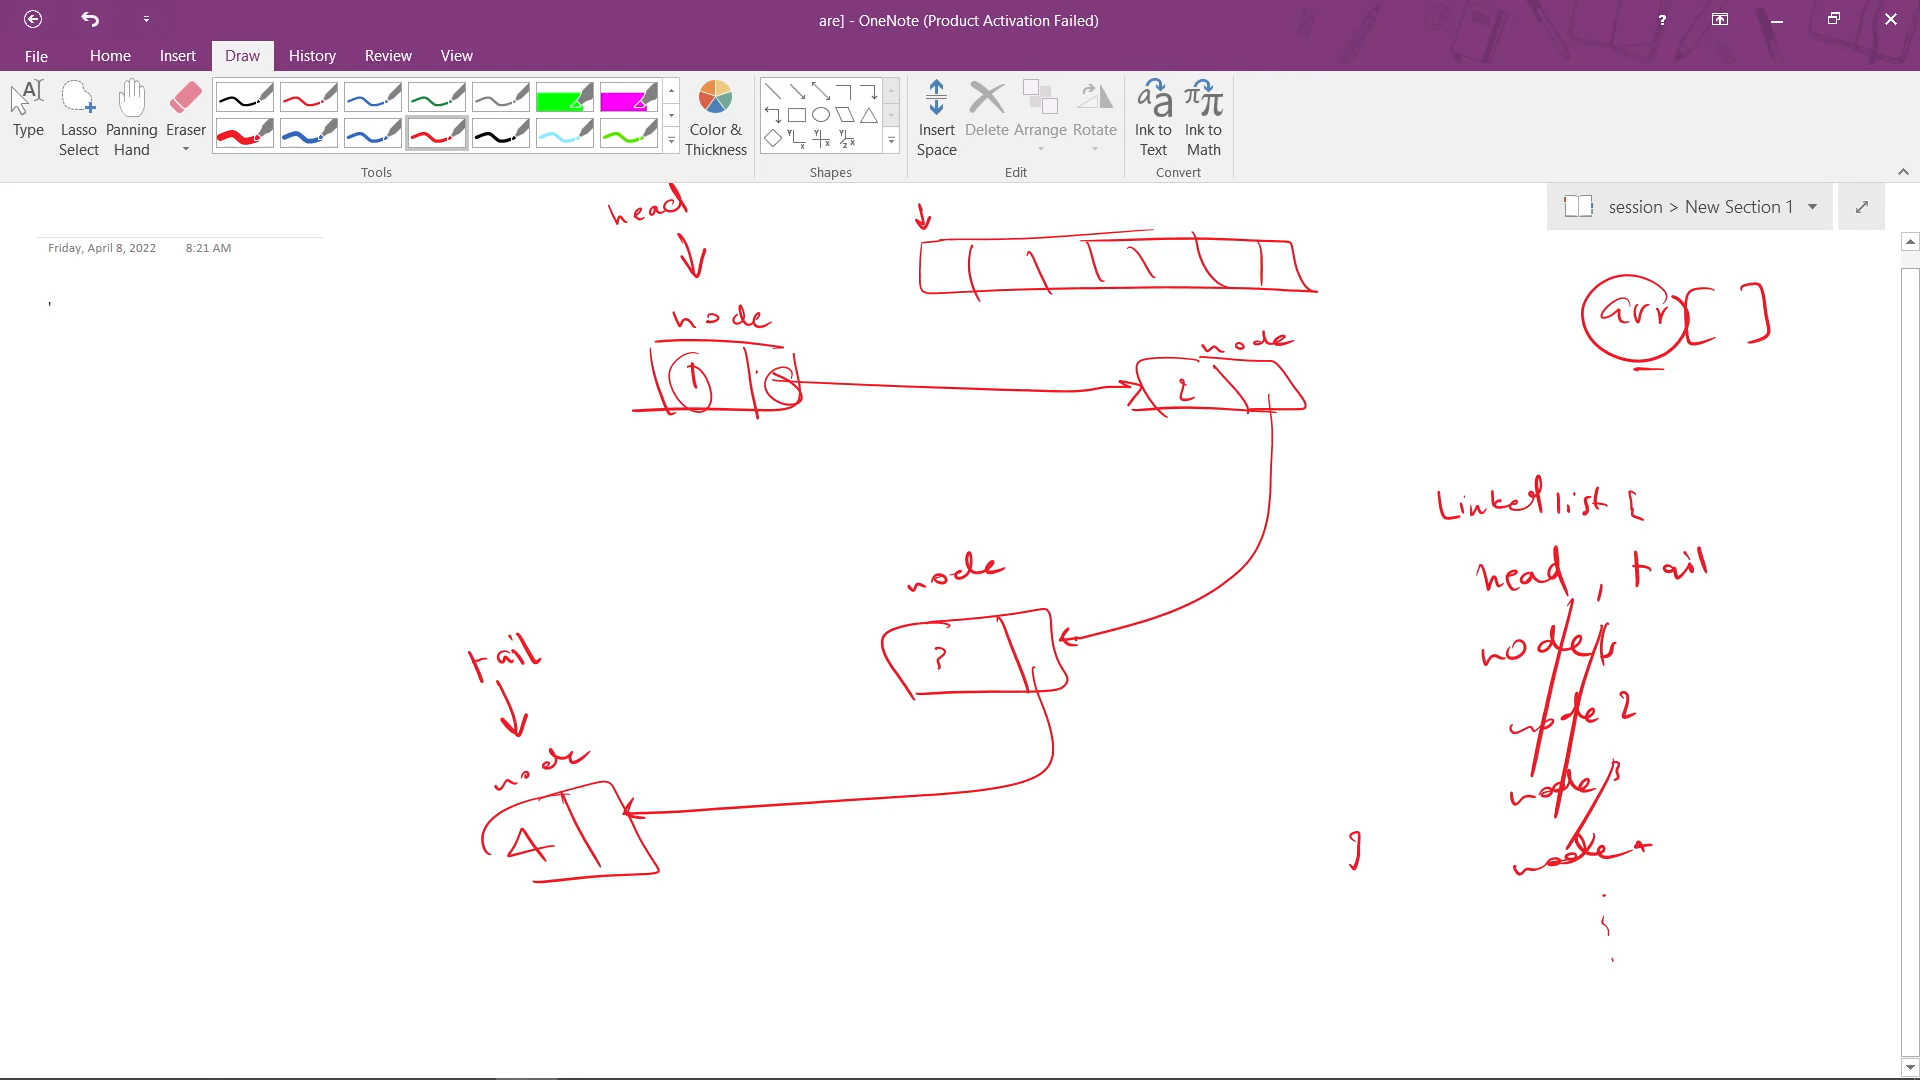 are] - OneNote (Product Activation Failed)
?
File Home Insert Draw History Review View
Type
Lasso Select
Panning Hand
Eraser
Color & Thickness
Insert Space
Delete
Arrange
Rotate
Ink to Text
Ink to Math
Tools
Shapes
Edit
Convert
session > New Section 1
Friday, April 8, 2022 8:21 AM
head
node
1
node
2
arr[ ]
Linked list {
head , tail
node 1
node 2
node 3
node 4
}
node
3
tail
node
4